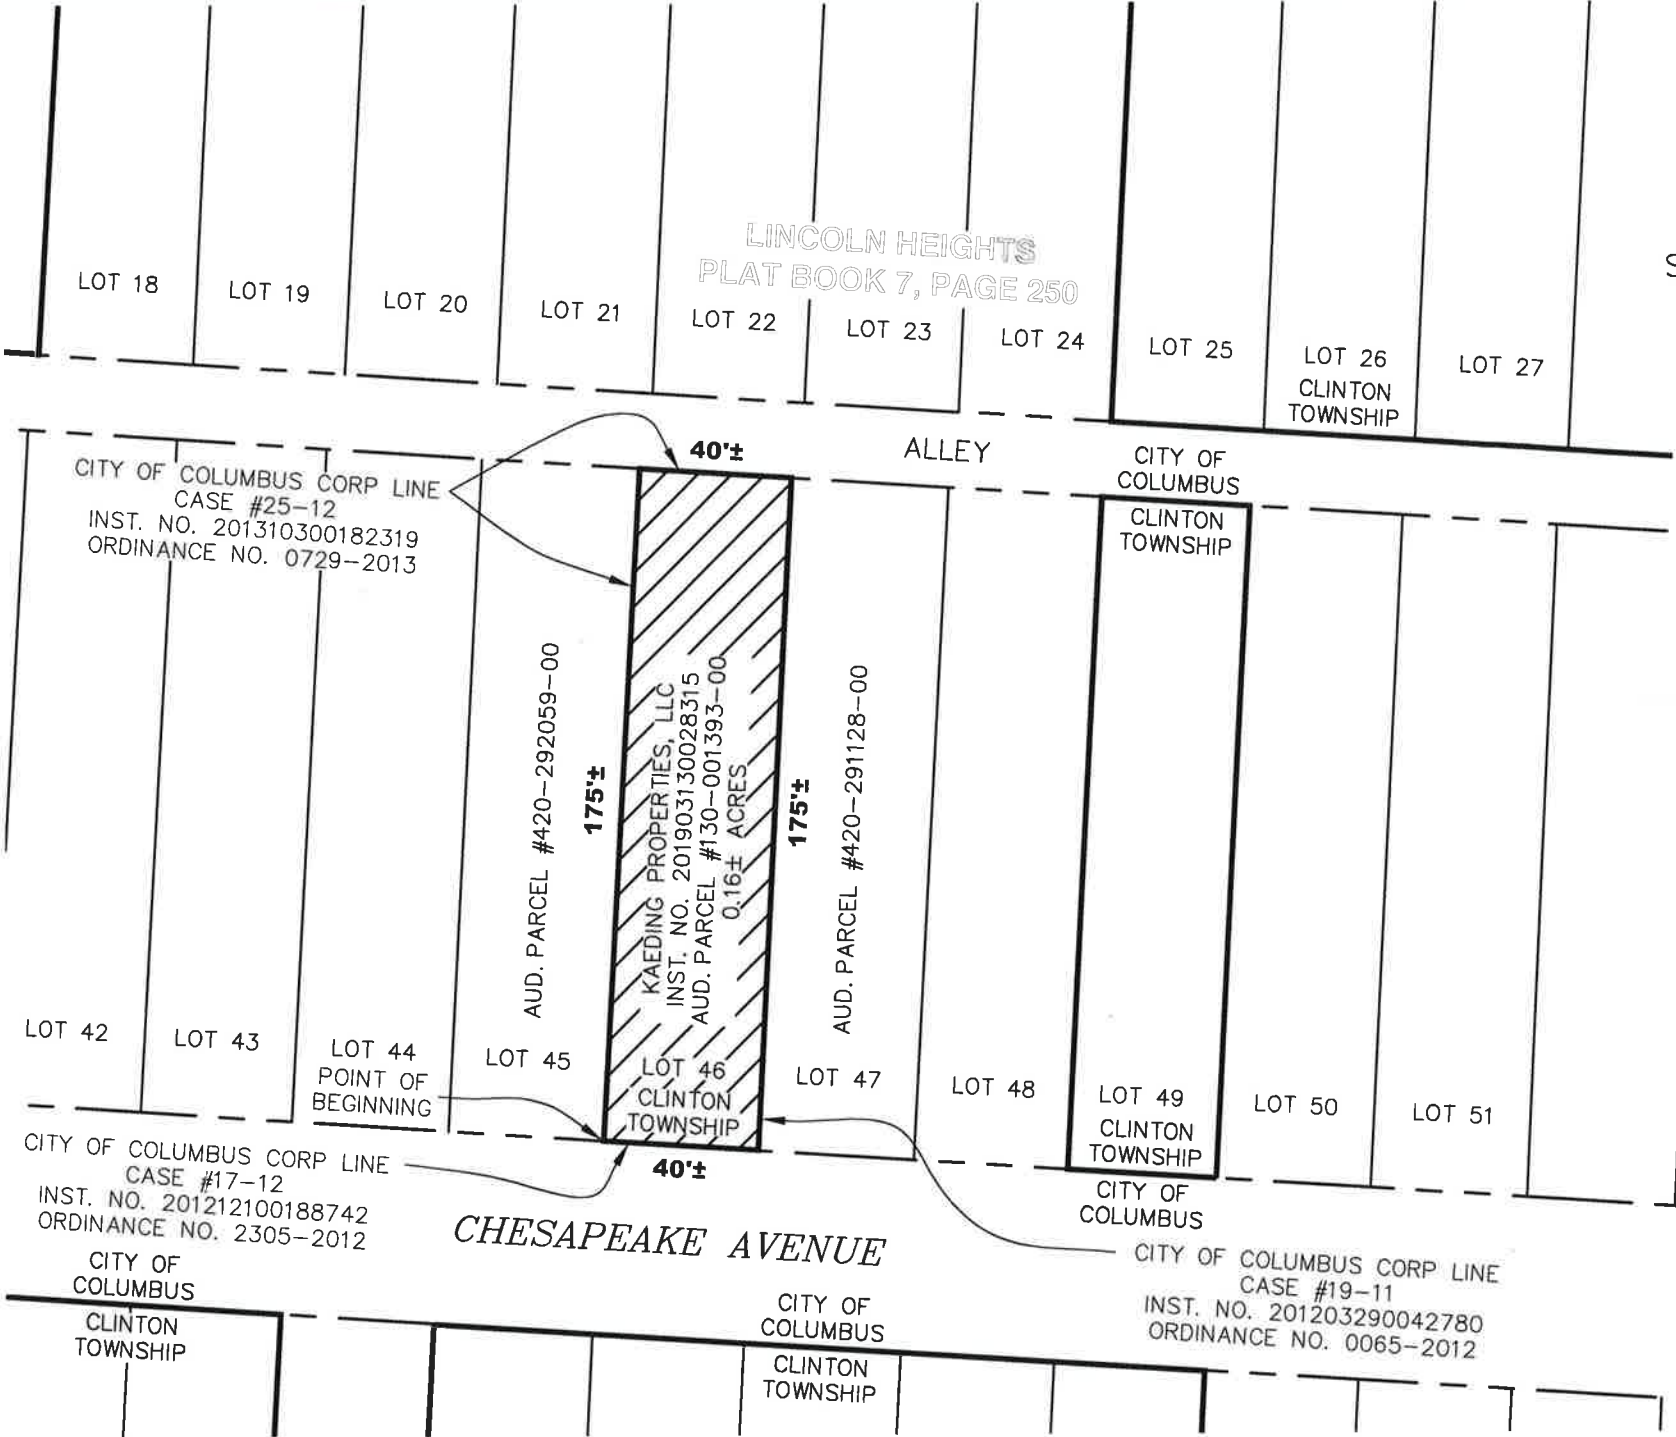 LINCOLN HEIGHTS
PLAT BOOK 7, PAGE 250
S
LOT 18
LOT 19
LOT 20
LOT 21
LOT 22
LOT 23
LOT 24
LOT 25
LOT 26
CLINTON
TOWNSHIP
LOT 27
40'±
ALLEY
CITY OF
COLUMBUS
CLINTON
TOWNSHIP
CITY OF COLUMBUS CORP LINE
CASE #25-12
INST. NO. 201310300182319
ORDINANCE NO. 0729-2013
AUD. PARCEL #420-292059-00
175'±
KAEDING PROPERTIES, LLC
INST. NO. 201903130028315
AUD. PARCEL #130-001393-00
0.16± ACRES
175'±
AUD. PARCEL #420-291128-00
LOT 42
LOT 43
LOT 44
POINT OF
BEGINNING
LOT 45
LOT 46
CLINTON
TOWNSHIP
LOT 47
LOT 48
LOT 49
CLINTON
TOWNSHIP
LOT 50
LOT 51
CITY OF COLUMBUS CORP LINE
CASE #17-12
INST. NO. 201212100188742
ORDINANCE NO. 2305-2012
40'±
CITY OF
COLUMBUS
CHESAPEAKE AVENUE
CITY OF COLUMBUS CORP LINE
CASE #19-11
INST. NO. 201203290042780
ORDINANCE NO. 0065-2012
CITY OF
COLUMBUS
CLINTON
TOWNSHIP
CITY OF
COLUMBUS
CLINTON
TOWNSHIP